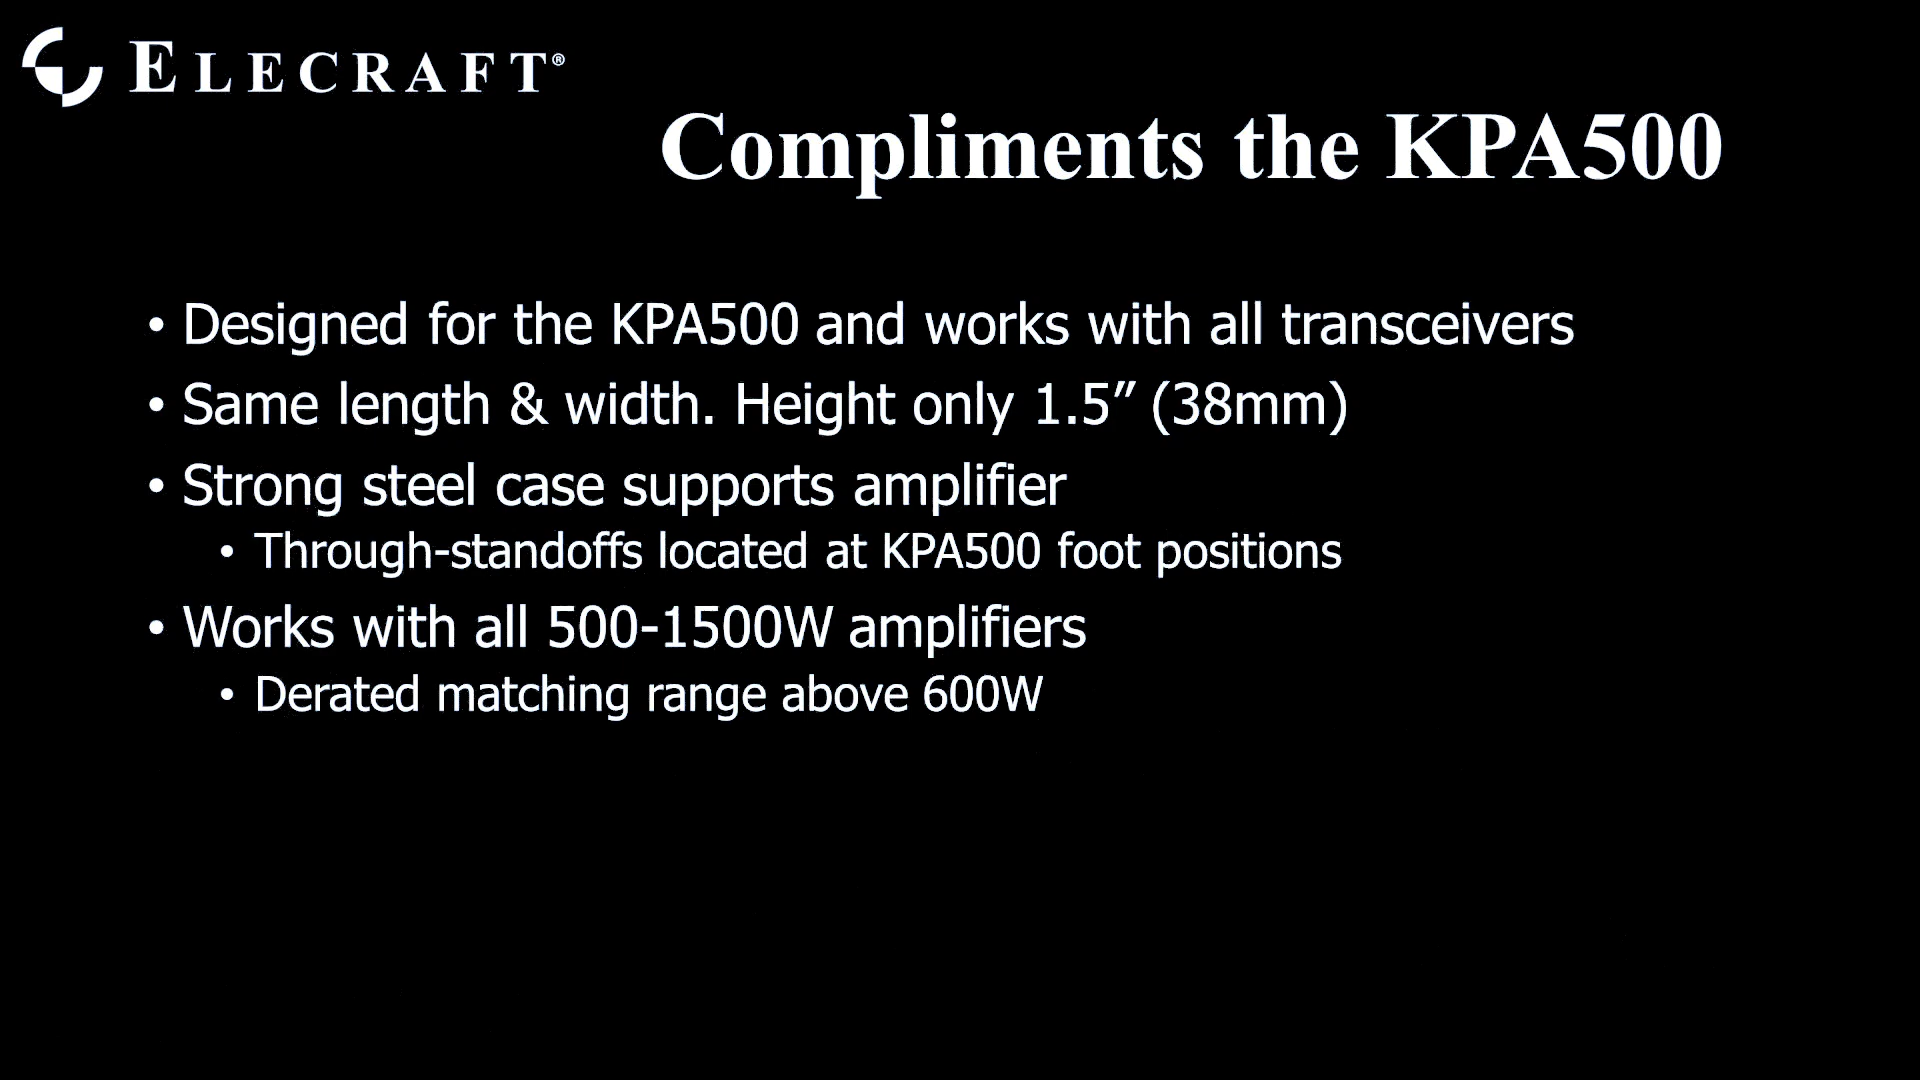 ELECRAFT®
Compliments the KPA500
• Designed for the KPA500 and works with all transceivers
• Same length & width. Height only 1.5” (38mm)
• Strong steel case supports amplifier
• Through-standoffs located at KPA500 foot positions
• Works with all 500-1500W amplifiers
• Derated matching range above 600W